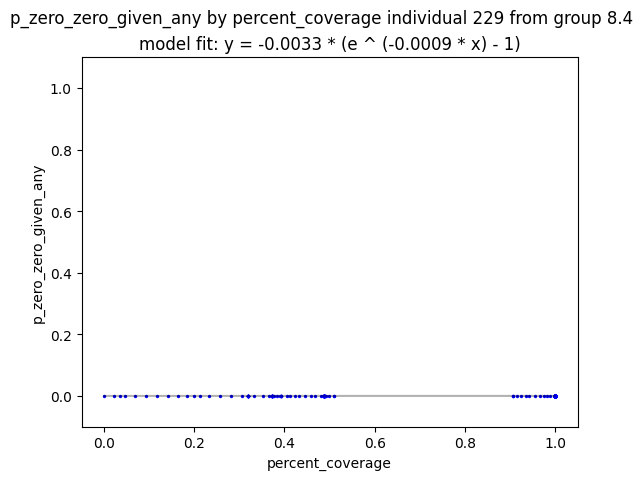 p_zero_zero_given_any by percent_coverage individual 229 from group 8.4
model fit: y = -0.0033 * (e ^ (-0.0009 * x) - 1)
1.0
0.8
0.6
0.4
0.2
0.0
p_zero_zero_given_any
0.0 0.2 0.4 0.6 0.8 1.0
percent_coverage